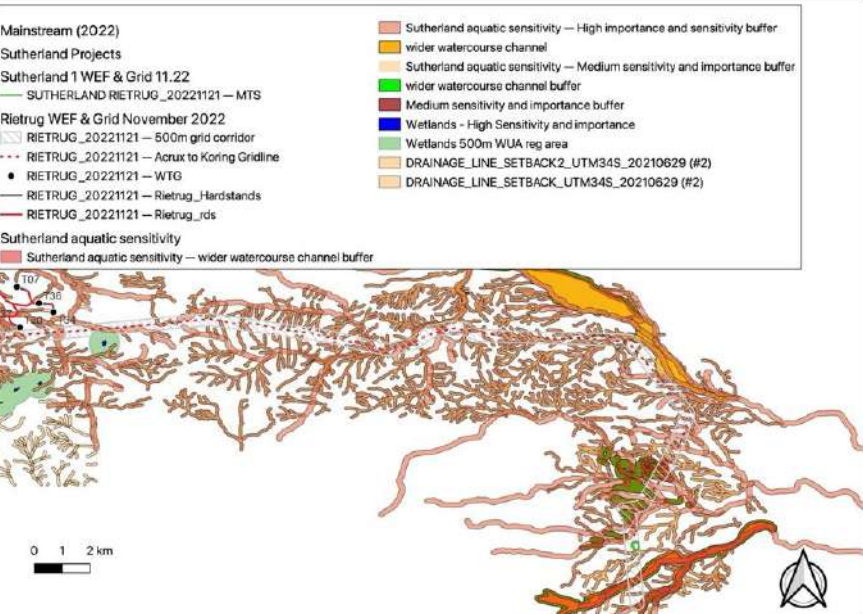 Mainstream (2022)
Sutherland Projects
Sutherland 1 WEF & Grid 11.22
SUTHERLAND RIETRUG_20221121 — MTS
Rietrug WEF & Grid November 2022
RIETRUG_20221121 — 500m grid corridor
RIETRUG_20221121 — Acrux to Koring Gridline
RIETRUG_20221121 — WTG
RIETRUG_20221121 — Rietrug_Hardstands
RIETRUG_20221121 — Rietrug_rds
Sutherland aquatic sensitivity
Sutherland aquatic sensitivity — wider watercourse channel buffer
Sutherland aquatic sensitivity — High importance and sensitivity buffer
wider watercourse channel
Sutherland aquatic sensitivity — Medium sensitivity and importance buffer
wider watercourse channel buffer
Medium sensitivity and importance buffer
Wetlands - High Sensitivity and importance
Wetlands 500m WUA reg area
DRAINAGE_LINE_SETBACK2_UTM34S_20210629 (#2)
DRAINAGE_LINE_SETBACK_UTM34S_20210629 (#2)
T07
T36
0 1 2 km